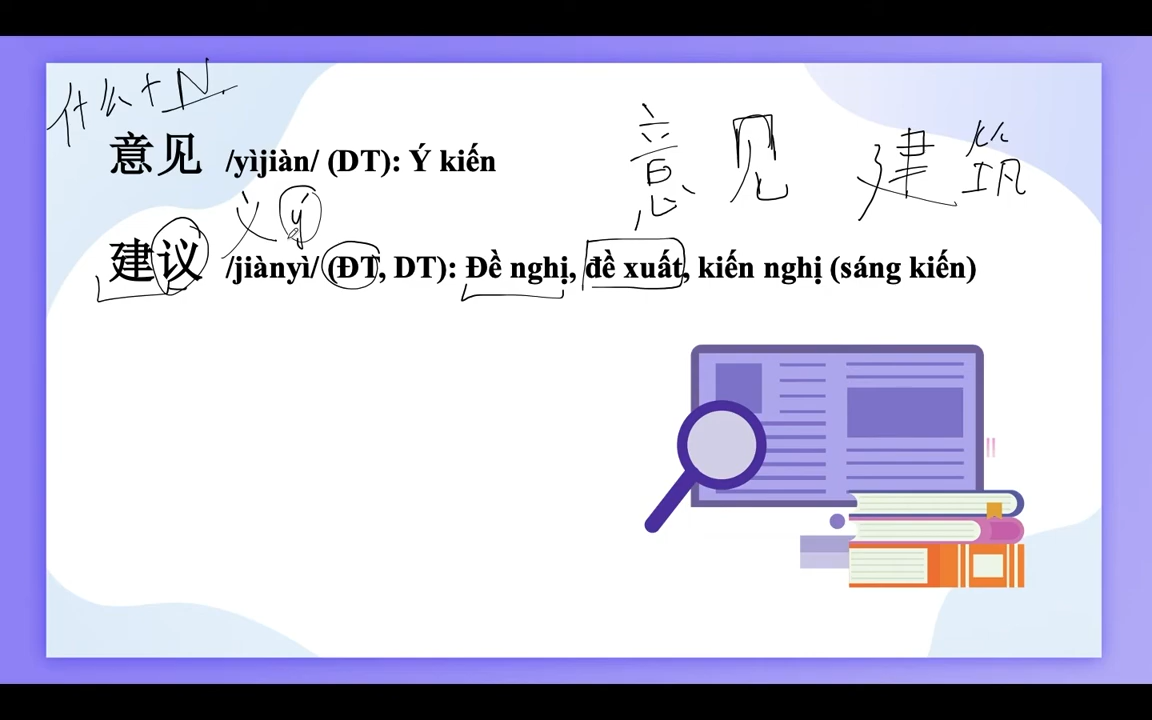 什么+N
意见 /yìjiàn/ (DT): Ý kiến
意见 建筑
义 ý
建议 /jiànyì/ (ĐT, DT): Đề nghị, đề xuất, kiến nghị (sáng kiến)